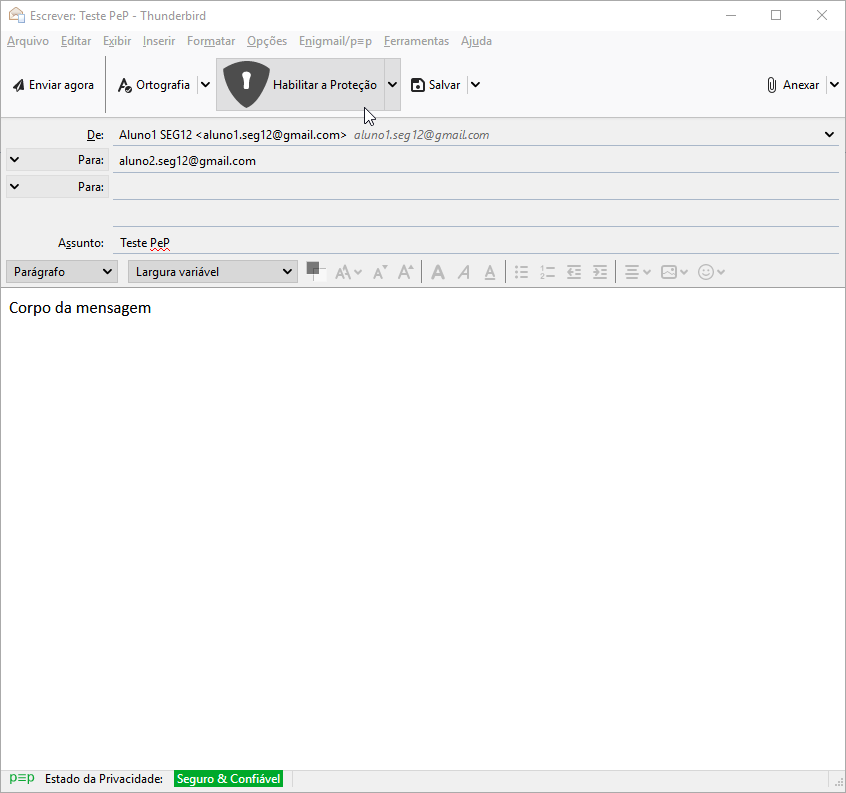 Escrever: Teste PeP - Thunderbird
Arquivo Editar Exibir Inserir Formatar Opções Enigmail/p≡p Ferramentas Ajuda
Enviar agora Ortografia Habilitar a Proteção Salvar Anexar
De: Aluno1 SEG12 <aluno1.seg12@gmail.com> aluno1.seg12@gmail.com
Para: aluno2.seg12@gmail.com
Para:
Assunto: Teste PeP
Parágrafo Largura variável
Corpo da mensagem
p≡p Estado da Privacidade: Seguro & Confiável